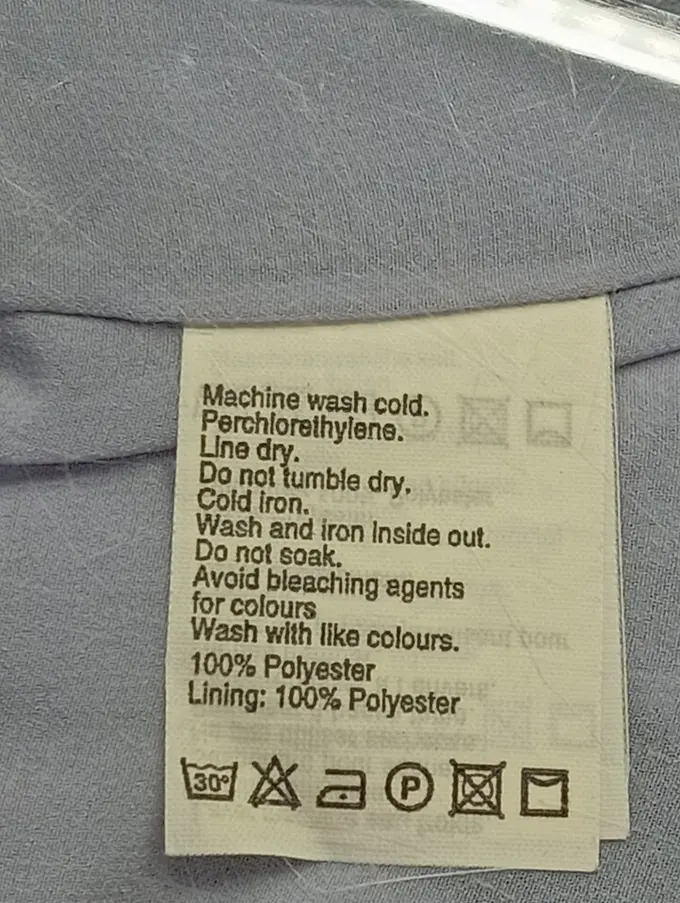 Machine wash cold.
Perchlorethylene.
Line dry.
Do not tumble dry.
Cold iron.
Wash and iron inside out.
Do not soak.
Avoid bleaching agents
for colours
Wash with like colours.
100% Polyester
Lining: 100% Polyester
30° P